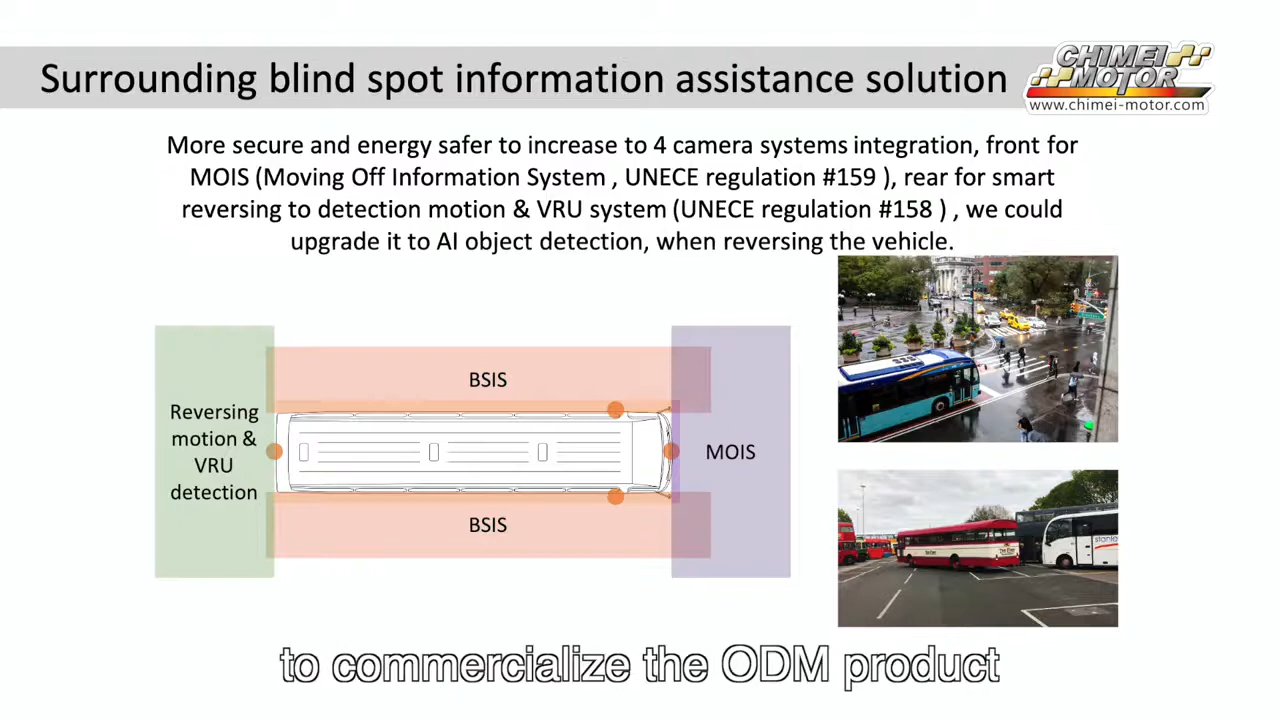 Surrounding blind spot information assistance solution
CHIMEI
MOTOR
www.chimei-motor.com
More secure and energy safer to increase to 4 camera systems integration, front for
MOIS (Moving Off Information System , UNECE regulation #159 ), rear for smart
reversing to detection motion & VRU system (UNECE regulation #158 ) , we could
upgrade it to AI object detection, when reversing the vehicle.
BSIS
Reversing
motion &
VRU
detection
MOIS
BSIS
to commercialize the ODM product